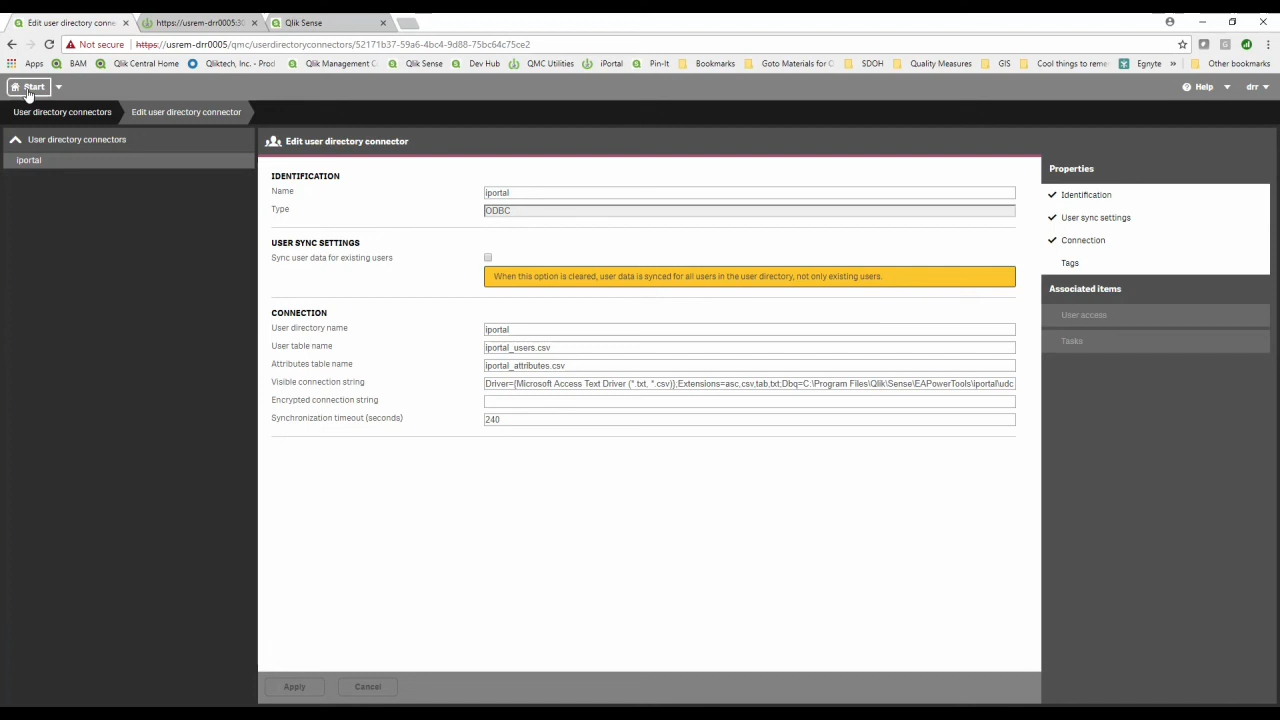 Edit user directory conne
https://usrem-drr0005:30
Qlik Sense
Not secure
https://usrem-drr0005/qmc/userdirectoryconnectors/52171b37-59a6-4bc4-9d88-75bc64c75ce2
Apps
BAM
Qlik Central Home
Qliktech, Inc. - Prod
Qlik Management C
Qlik Sense
Dev Hub
QMC Utilities
iPortal
Pin-It
Bookmarks
Goto Materials for Q
SDOH
Quality Measures
GIS
Cool things to reme
Egnyte
»
Other bookmarks
Start
Help
drr
User directory connectors
Edit user directory connector
User directory connectors
iportal
Edit user directory connector
IDENTIFICATION
Name
iportal
Type
ODBC
USER SYNC SETTINGS
Sync user data for existing users
When this option is cleared, user data is synced for all users in the user directory, not only existing users.
CONNECTION
User directory name
iportal
User table name
iportal_users.csv
Attributes table name
iportal_attributes.csv
Visible connection string
Driver={Microsoft Access Text Driver (*.txt, *.csv)};Extensions=asc,csv,tab,txt;Dbq=C:\Program Files\Qlik\Sense\EAPowerTools\iportal\udc
Encrypted connection string
Synchronization timeout (seconds)
240
Apply
Cancel
Properties
Identification
User sync settings
Connection
Tags
Associated items
User access
Tasks